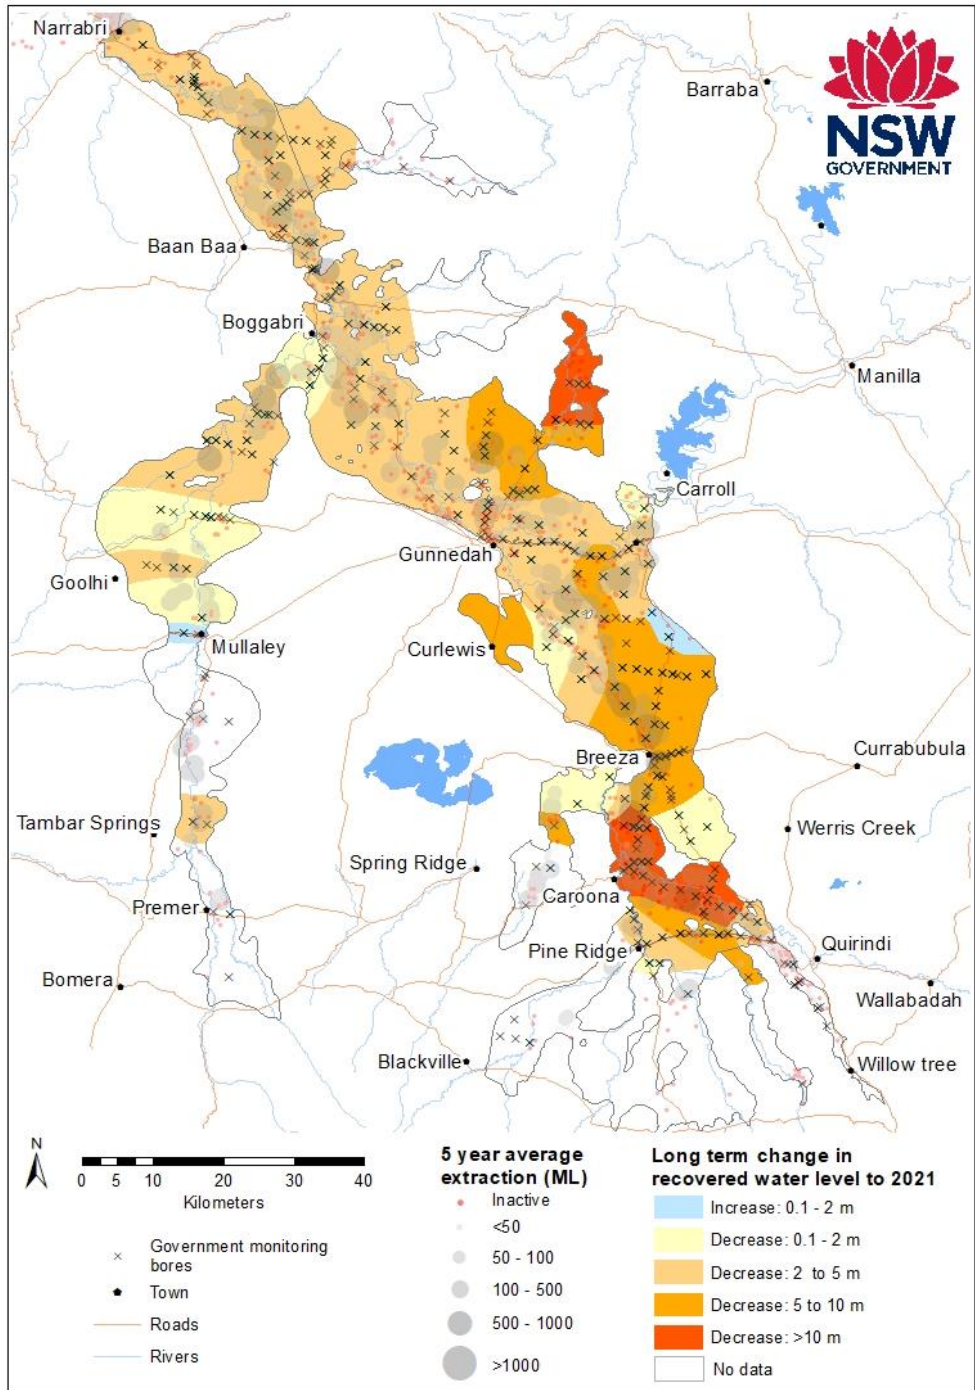 Narrabri
Barraba
NSW
GOVERNMENT
Baan Baa
Boggabri
Manilla
Carroll
Gunnedah
Goolhi
Mullaley
Curlewis
Breeza
Currabubula
Tambar Springs
Werris Creek
Spring Ridge
Caroona
Premer
Pine Ridge
Quirindi
Bomera
Wallabadah
Blackville
Willow tree
N
0 5 10 20 30 40
Kilometers
Government monitoring
bores
Town
Roads
Rivers
5 year average
extraction (ML)
Inactive
<50
50 - 100
100 - 500
500 - 1000
>1000
Long term change in
recovered water level to 2021
Increase: 0.1 - 2 m
Decrease: 0.1 - 2 m
Decrease: 2 to 5 m
Decrease: 5 to 10 m
Decrease: >10 m
No data